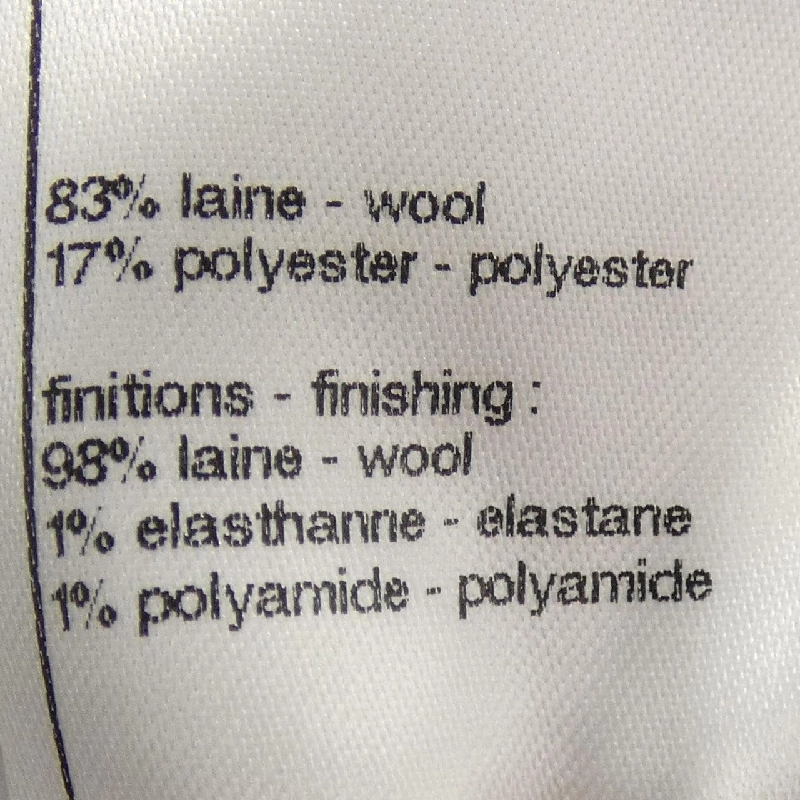 83% laine - wool
17% polyester - polyester
finitions - finishing :
98% laine - wool
1% elasthanne - elastane
1% polyamide - polyamide